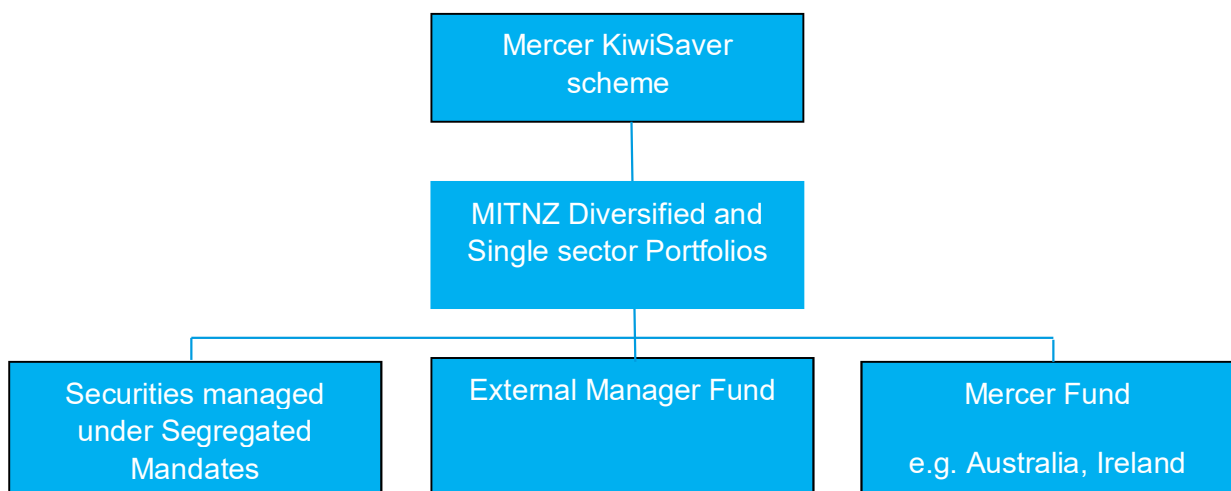 Mercer KiwiSaver
scheme
MITNZ Diversified and
Single sector Portfolios
Securities managed
under Segregated
Mandates
External Manager Fund
Mercer Fund
e.g. Australia, Ireland